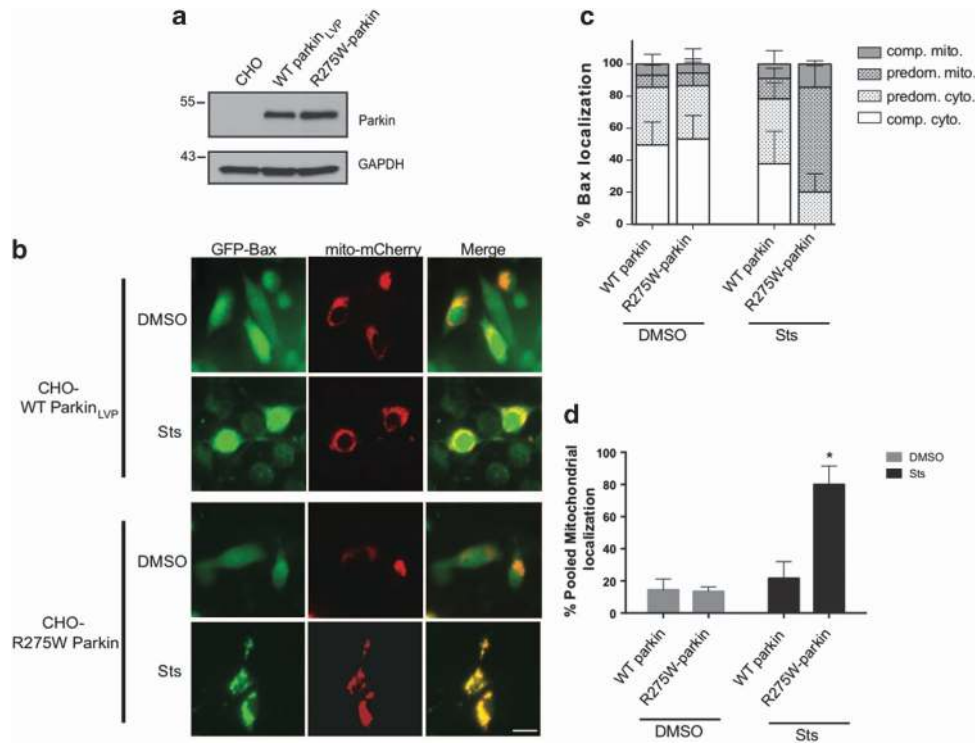 a
CHO
WT parkinLVP
R275W-parkin
55
Parkin
43
GAPDH
b
GFP-Bax
mito-mCherry
Merge
DMSO
CHO-
WT ParkinLVP
Sts
DMSO
CHO-
R275W Parkin
Sts
c
% Bax localization
100
80
60
40
20
0
comp. mito.
predom. mito.
predom. cyto.
comp. cyto.
WT parkin
R275W-parkin
WT parkin
R275W-parkin
DMSO
Sts
d
% Pooled Mitochondrial
localization
100
80
60
40
20
0
*
DMSO
Sts
WT parkin
R275W-parkin
WT parkin
R275W-parkin
DMSO
Sts